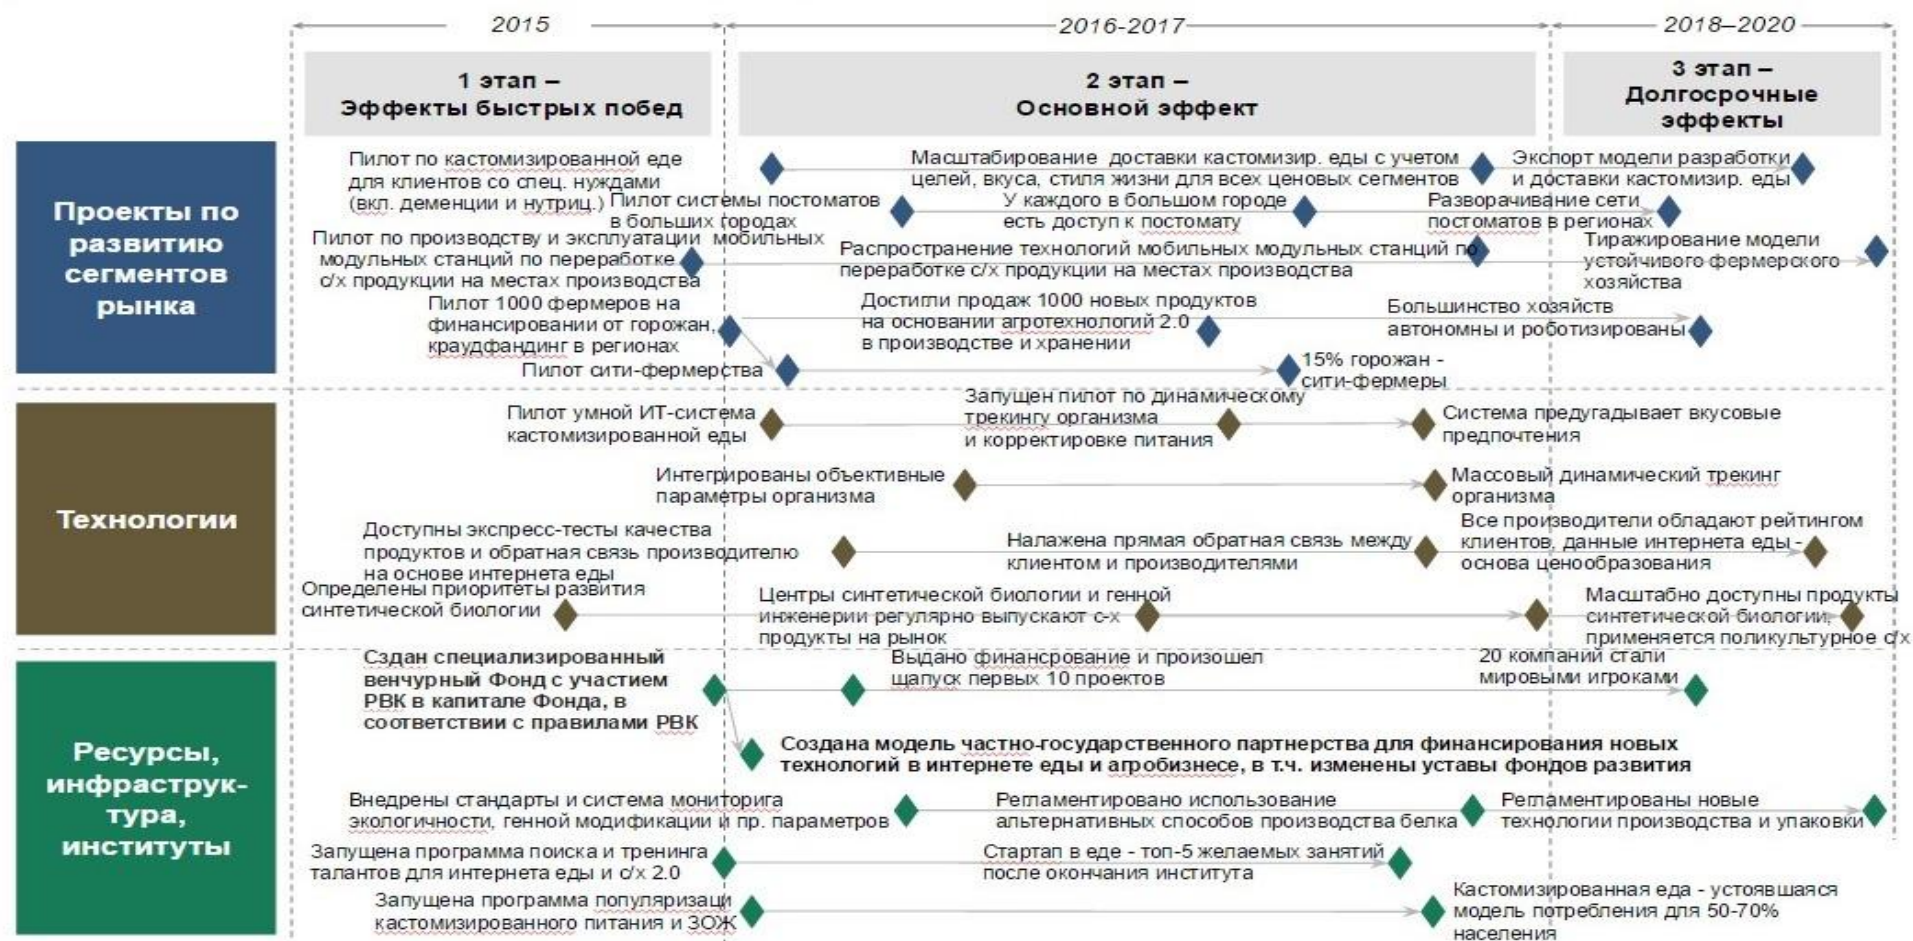 2015
2016-2017
2018–2020
1 этап –
Эффекты быстрых побед
2 этап –
Основной эффект
3 этап –
Долгосрочные
эффекты
Проекты по
развитию
сегментов
рынка
Пилот по кастомизированной еде
для клиентов со спец. нуждами
(вкл. деменции и нутриц.)
Масштабирование доставки кастомизир. еды с учетом
целей, вкуса, стиля жизни для всех ценовых сегментов
Экспорт модели разработки
и доставки кастомизир. еды
Пилот системы постоматов
в больших городах
У каждого в большом городе
есть доступ к постомату
Разворачивание сети
постоматов в регионах
Пилот по производству и эксплуатации мобильных
модульных станций по переработке
с/х продукции на местах производства
Распространение технологий мобильных модульных станций по
переработке с/х продукции на местах производства
Тиражирование модели
устойчивого фермерского
хозяйства
Пилот 1000 фермеров на
финансировании от горожан,
краудфандинг в регионах
Достигли продаж 1000 новых продуктов
на основании агротехнологий 2.0
в производстве и хранении
Большинство хозяйств
автономны и роботизированы
Пилот сити-фермерства
15% горожан -
сити-фермеры
Технологии
Пилот умной ИТ-система
кастомизированной еды
Запущен пилот по динамическому
трекингу организма
и корректировке питания
Система предугадывает вкусовые
предпочтения
Интегрированы объективные
параметры организма
Массовый динамический трекинг
организма
Доступны экспресс-тесты качества
продуктов и обратная связь производителю
на основе интернета еды
Налажена прямая обратная связь между
клиентом и производителями
Все производители обладают рейтингом
клиентов, данные интернета еды -
основа ценообразования
Определены приоритеты развития
синтетической биологии
Центры синтетической биологии и генной
инженерии регулярно выпускают с-х
продукты на рынок
Масштабно доступны продукты
синтетической биологии,
применяется поликультурное с/х
Ресурсы,
инфраструк-
тура,
институты
Сздан специализированный
венчурный Фонд с участием
РВК в капитале Фонда, в
соответствии с правилами РВК
Выдано финансрование и произошел
щапуск первых 10 проектов
20 компаний стали
мировыми игроками
Создана модель частно-государственного партнерства для финансирования новых
технологий в интернете еды и агробизнесе, в т.ч. изменены уставы фондов развития
Внедрены стандарты и система мониторига
экологичности, генной модификации и пр. параметров
Регламентировано использование
альтернативных способов производства белка
Регламентированы новые
технологии производства и упаковки
Запущена программа поиска и тренинга
талантов для интернета еды и с/х 2.0
Стартап в еде - топ-5 желаемых занятий
после окончания института
Запущена программа популяризаци
кастомизированного питания и ЗОЖ
Кастомизированная еда - устоявшаяся
модель потребления для 50-70%
населения